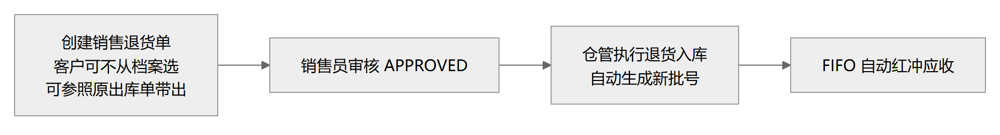 创建销售退货单
客户可不从档案选
可参照原出库单带出
销售员审核 APPROVED
仓管执行退货入库
自动生成新批号
FIFO 自动红冲应收